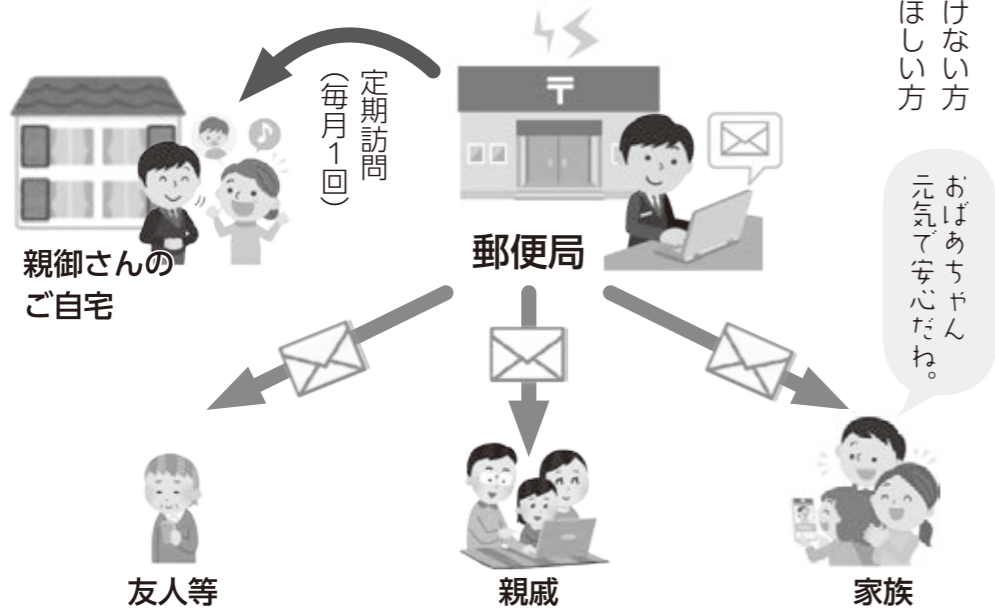 けない方
ほしい方
定期訪問
（毎月1回）
〒
郵便局
親御さんの
ご自宅
おばあちゃん
元気で安心だね。
友人等
親戚
家族